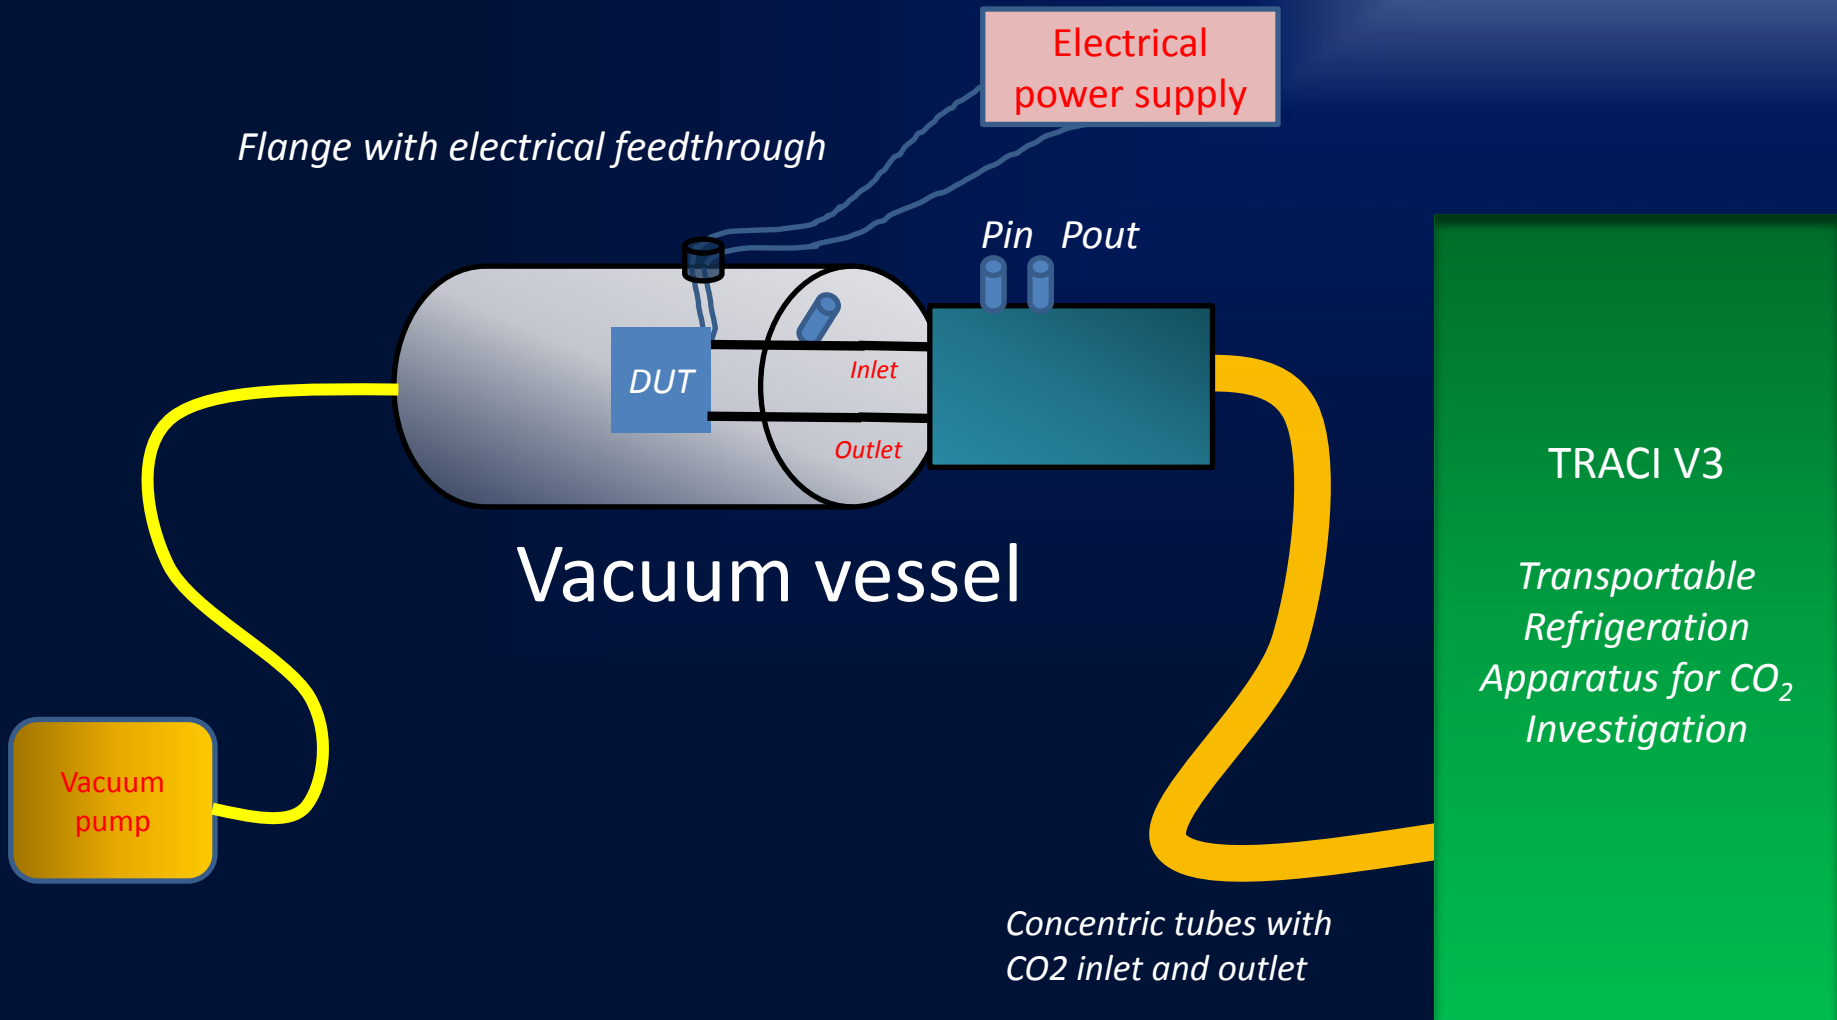 Electrical
power supply
Flange with electrical feedthrough
Pin Pout
DUT
Inlet
Outlet
Vacuum vessel
TRACI V3
Transportable
Refrigeration
Apparatus for CO₂
Investigation
Vacuum
pump
Concentric tubes with
CO2 inlet and outlet